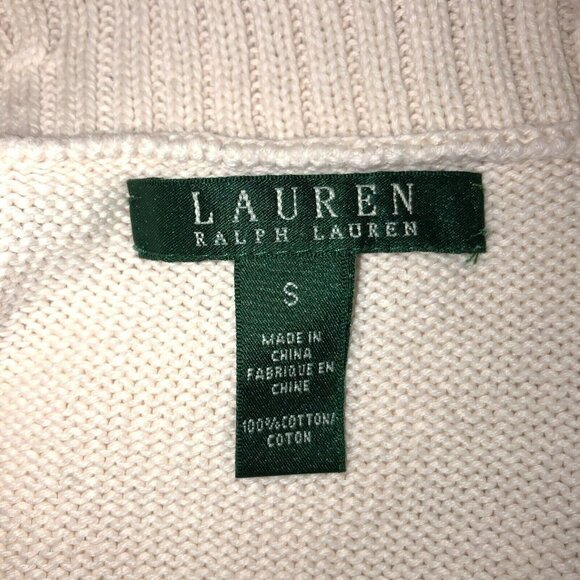 LAUREN
RALPH LAUREN
S
MADE IN
CHINA
FABRIQUE EN
CHINE
100%COTTON/
COTON